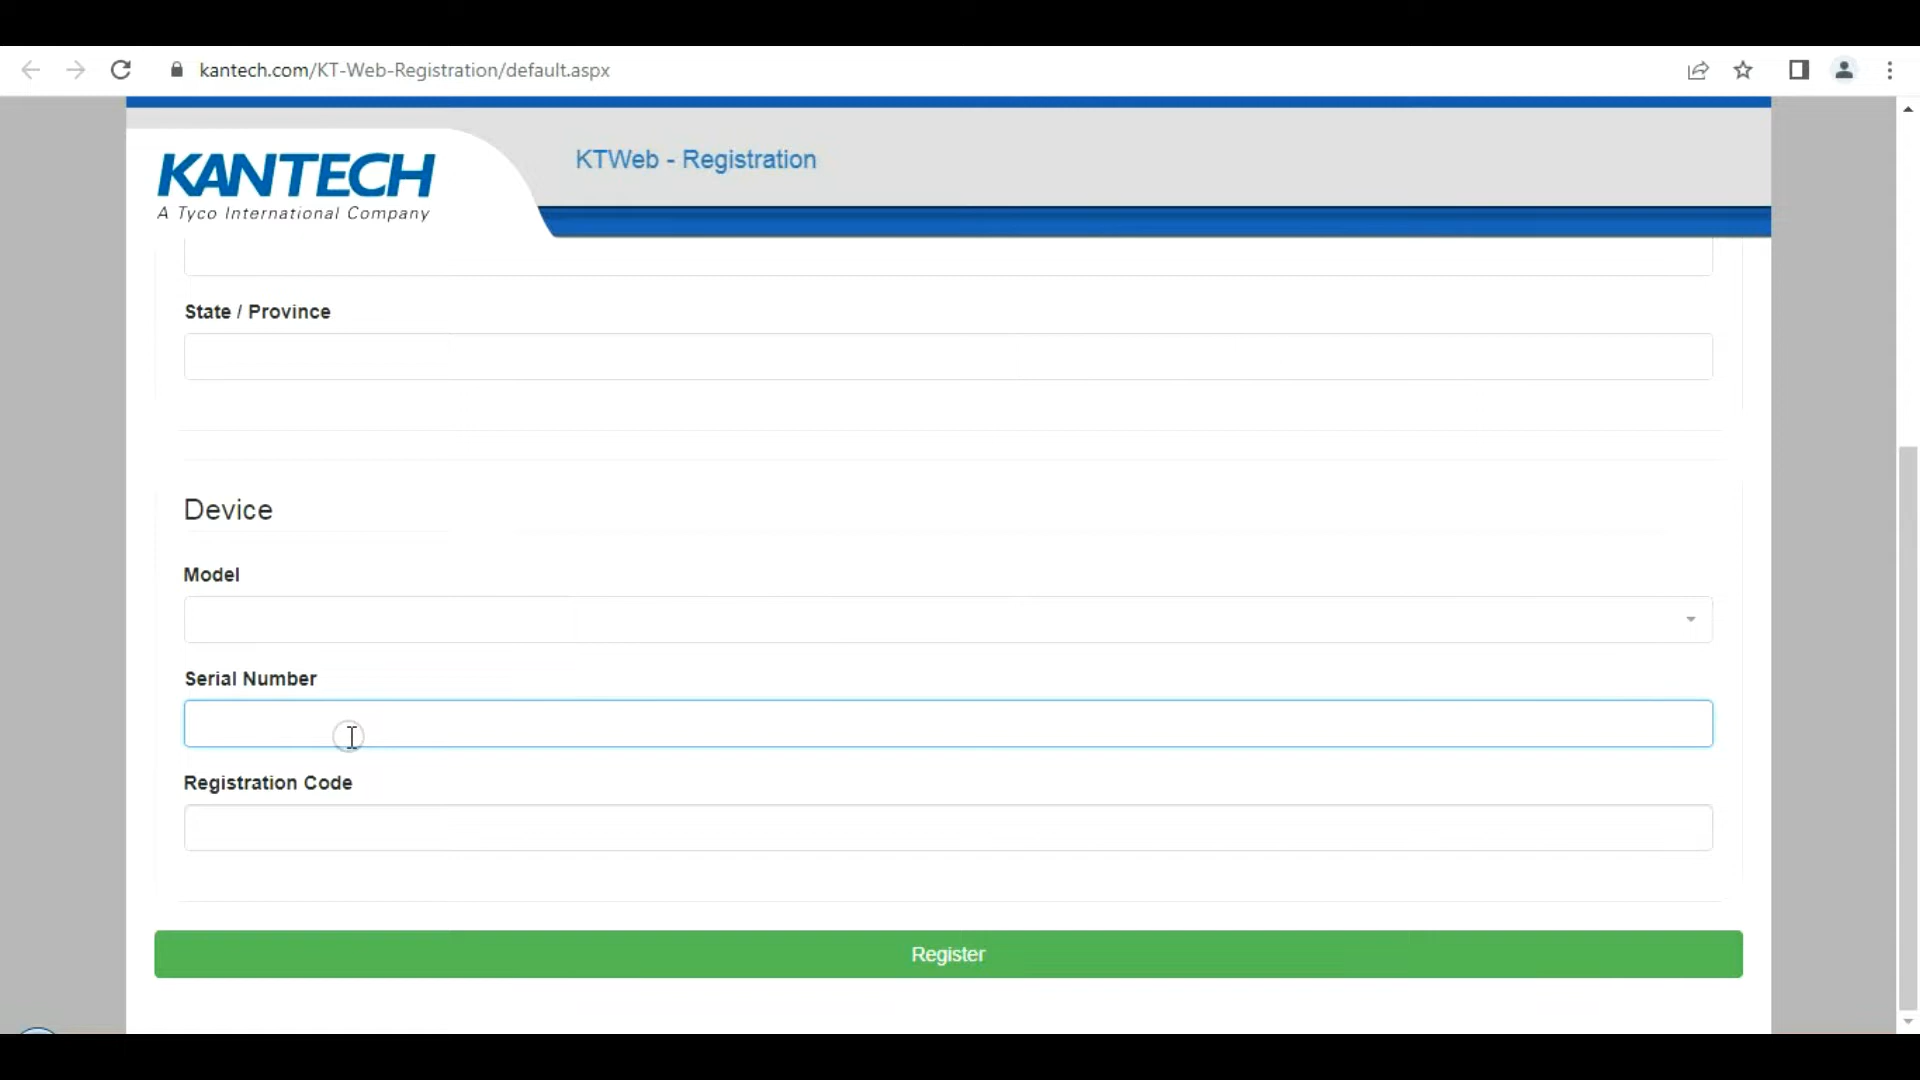 kantech.com/KT-Web-Registration/default.aspx
KANTECH
A Tyco International Company
KTWeb - Registration
State / Province
Device
Model
Serial Number
Registration Code
Register